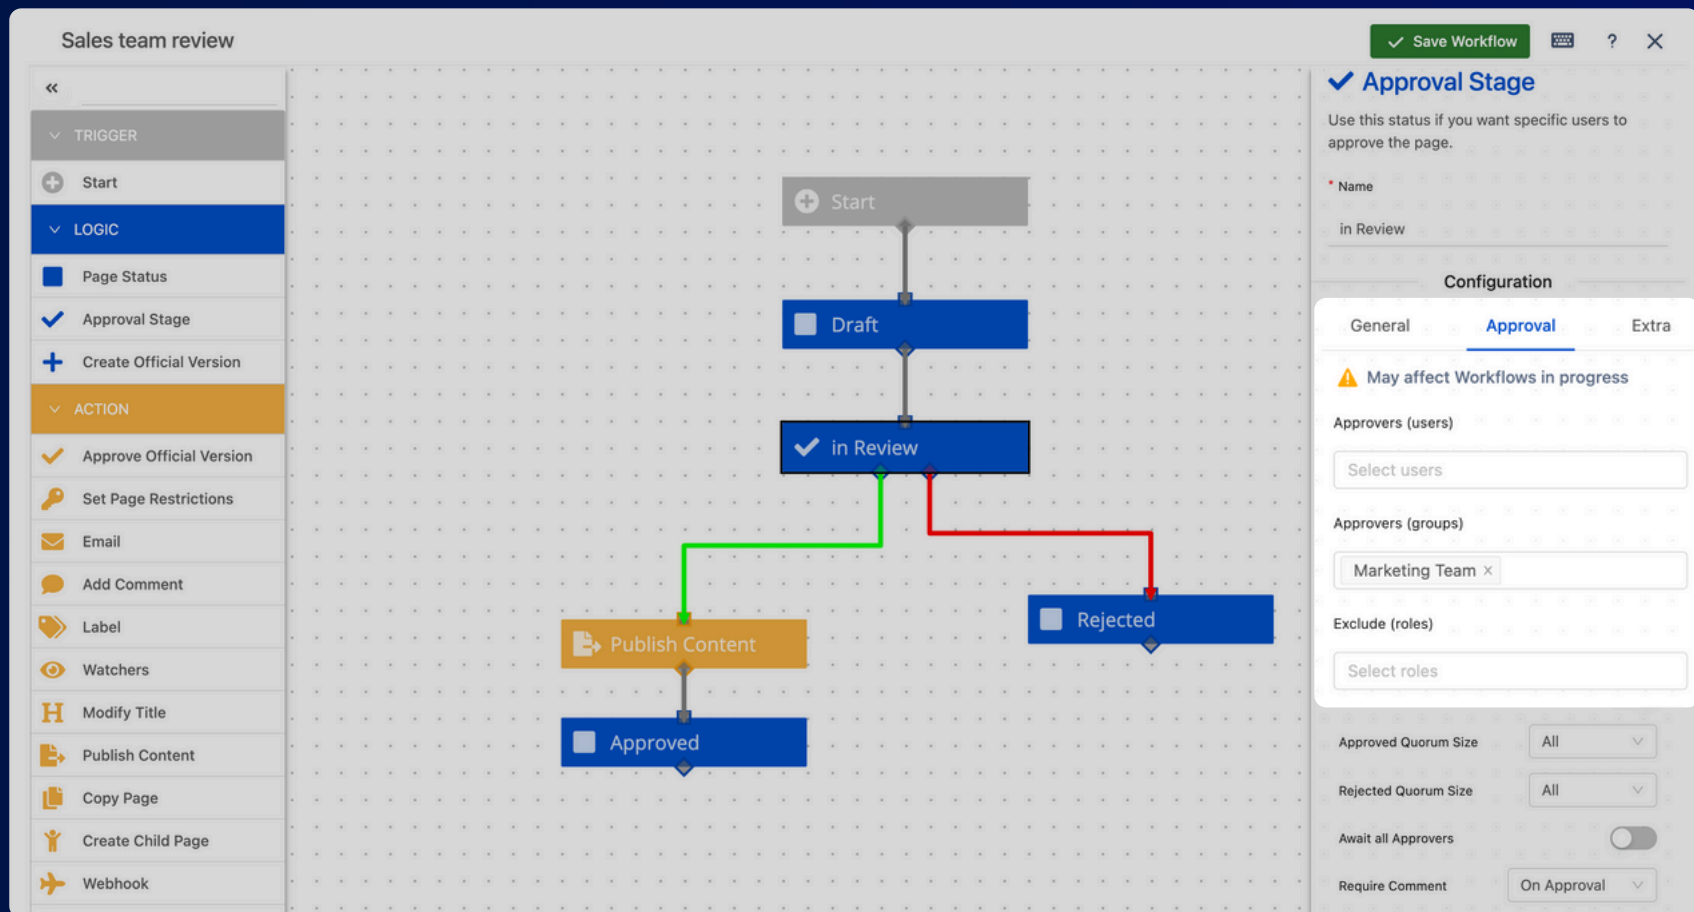 Sales team review
Save Workflow
?
TRIGGER
Start
LOGIC
Page Status
Approval Stage
Create Official Version
ACTION
Approve Official Version
Set Page Restrictions
Email
Add Comment
Label
Watchers
Modify Title
Publish Content
Copy Page
Create Child Page
Webhook
Start
Draft
in Review
Publish Content
Rejected
Approved
Approval Stage
Use this status if you want specific users to
approve the page.
* Name
in Review
Configuration
General Approval Extra
May affect Workflows in progress
Approvers (users)
Select users
Approvers (groups)
Marketing Team ×
Exclude (roles)
Select roles
Approved Quorum Size All
Rejected Quorum Size All
Await all Approvers
Require Comment On Approval